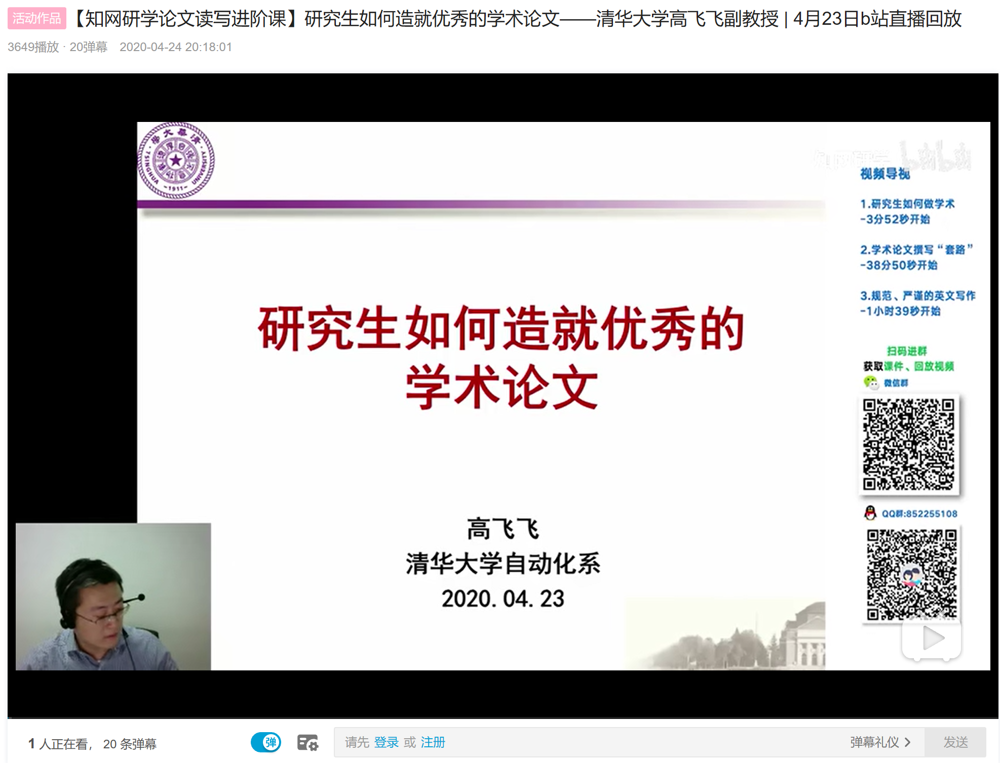 活动作品 【知网研学论文读写进阶课】研究生如何造就优秀的学术论文——清华大学高飞飞副教授 | 4月23日b站直播回放
3649播放 · 20弹幕 2020-04-24 20:18:01
TSINGHUA UNIVERSITY
-1911-
知网研学 bilibili
视频导视
1.研究生如何做学术
-3分52秒开始
2.学术论文撰写“套路”
-38分50秒开始
3.规范、严谨的英文写作
-1小时39秒开始
研究生如何造就优秀的
学术论文
扫码进群
获取课件、回放视频
微信群
QQ群:852255108
高飞飞
清华大学自动化系
2020.04.23
1 人正在看, 20 条弹幕
弹
请先 登录 或 注册
弹幕礼仪
发送